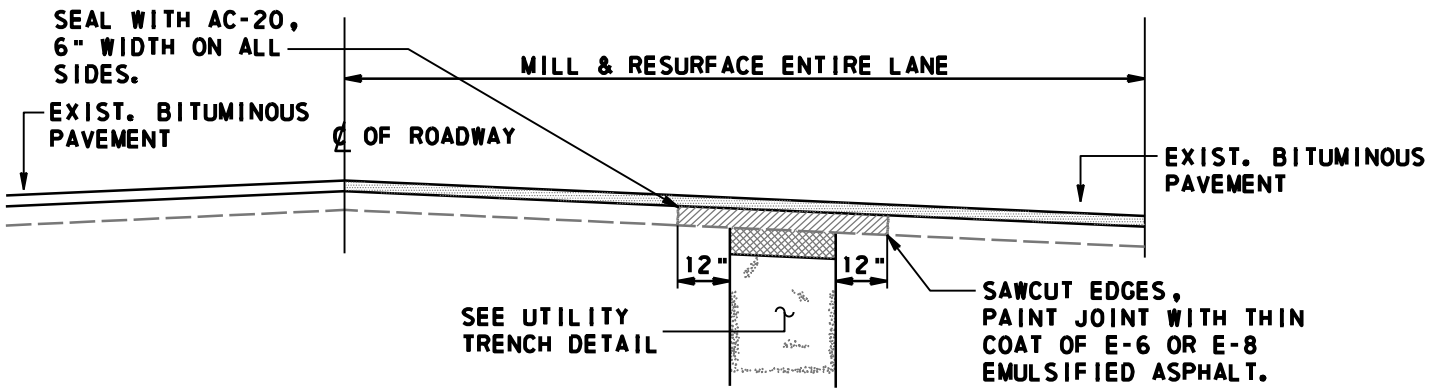 SEAL WITH AC-20,
6" WIDTH ON ALL
SIDES.
MILL & RESURFACE ENTIRE LANE
EXIST. BITUMINOUS
PAVEMENT
℄ OF ROADWAY
EXIST. BITUMINOUS
PAVEMENT
12"
12"
SEE UTILITY
TRENCH DETAIL
SAWCUT EDGES,
PAINT JOINT WITH THIN
COAT OF E-6 OR E-8
EMULSIFIED ASPHALT.